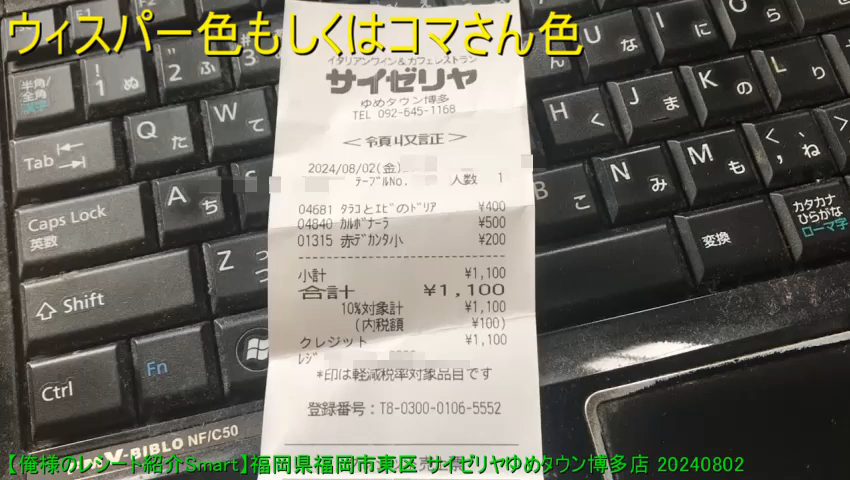 ウィスパー色もしくはコマさん色
イタリアンワイン&カフェレストラン
サイゼリヤ
ゆめタウン博多
TEL 092-645-1168
<領収証>
2024/08/02(金)
テーブルNo. 人数 1
04681 タラコとエビのドリア ¥400
04840 カルボナーラ ¥500
01315 赤デカンタ小 ¥200
小計 ¥1,100
合計 ¥1,100
10%対象計 ¥1,100
(内税額 ¥100)
クレジット ¥1,100
レジ
*印は軽減税率対象品目です
登録番号:T8-0300-0106-5552
半角/全角
文字
! 1 ぬ
" 2 ふ
# 3
Tab
Q た
W て
Caps Lock
英数
A ち
Shift
Z つ
Ctrl
Fn
U な
I に
O ら
H く
J ま
K の
L り
B こ
N み
M も
< , ね
変換
カタカナ
ひらがな
ローマ字
BIBLO NF/C50
【俺様のレシート紹介Smart】福岡県福岡市東区 サイゼリヤゆめタウン博多店 20240802